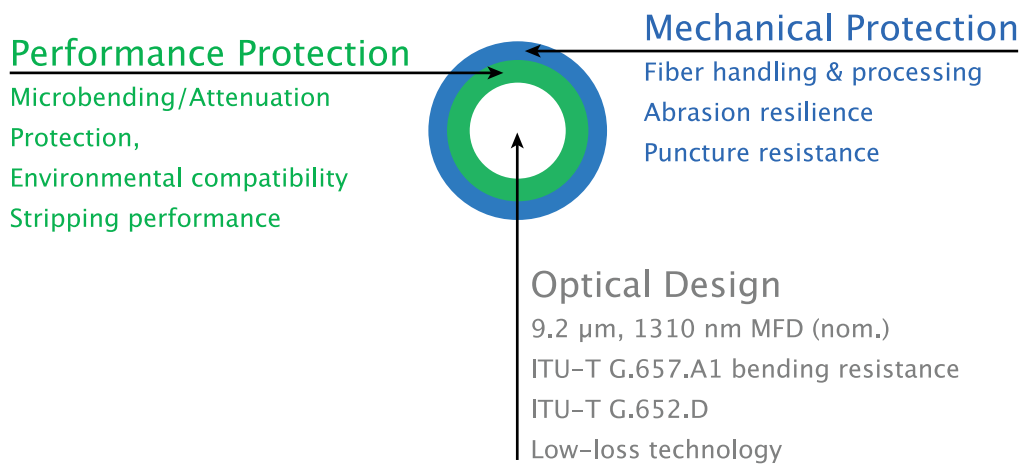 Performance Protection
Microbending/Attenuation
Protection,
Environmental compatibility
Stripping performance
Mechanical Protection
Fiber handling & processing
Abrasion resilience
Puncture resistance
Optical Design
9.2 µm, 1310 nm MFD (nom.)
ITU–T G.657.A1 bending resistance
ITU–T G.652.D
Low–loss technology